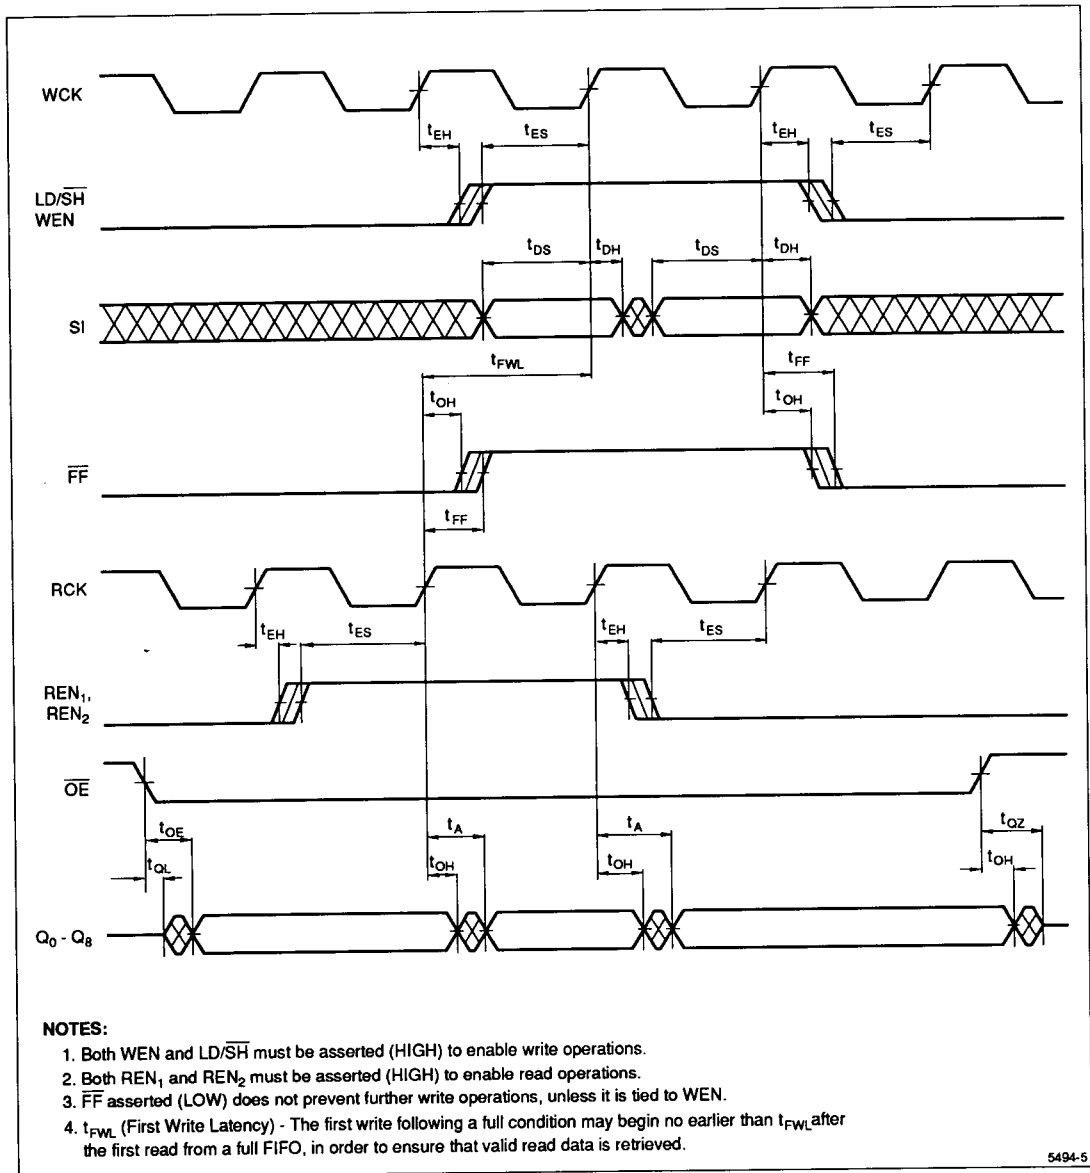 WCK
tEH tES tEH tES
LD/S̅H̅
WEN
tDS tDH tDS tDH
SI
tFWL tFF
tOH tOH
F̅F̅
tFF
RCK
tEH tES tEH tES
REN₁,
REN₂
O̅E̅
tOE tA tA tQZ
tQL tOH tOH tOH
Q₀ - Q₈
NOTES:
1. Both WEN and LD/S̅H̅ must be asserted (HIGH) to enable write operations.
2. Both REN₁ and REN₂ must be asserted (HIGH) to enable read operations.
3. F̅F̅ asserted (LOW) does not prevent further write operations, unless it is tied to WEN.
4. tFWL (First Write Latency) - The first write following a full condition may begin no earlier than tFWL after
the first read from a full FIFO, in order to ensure that valid read data is retrieved.
5494-5